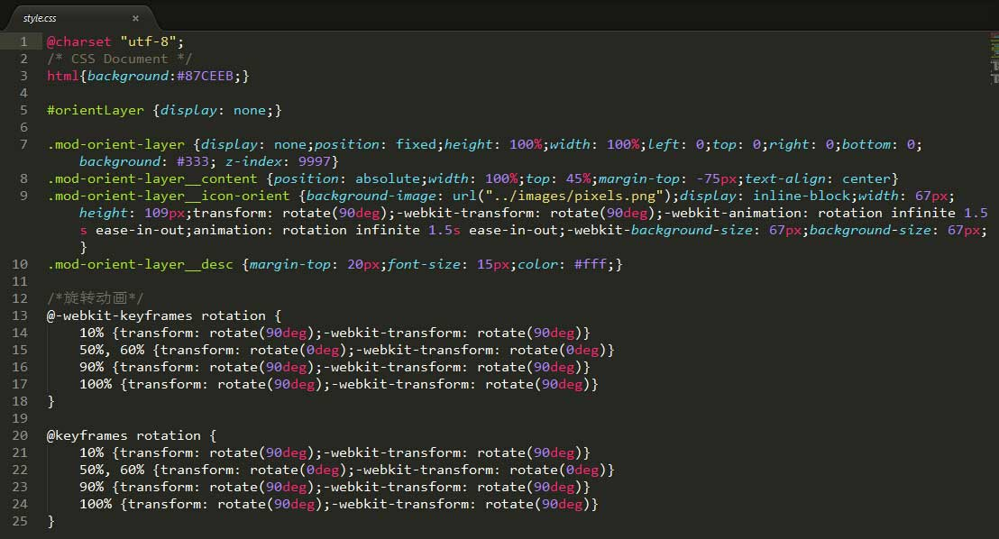 style.css ×
1 @charset "utf-8";
2 /* CSS Document */
3 html{background:#87CEEB;}
4
5 #orientLayer {display: none;}
6
7 .mod-orient-layer {display: none;position: fixed;height: 100%;width: 100%;left: 0;top: 0;right: 0;bottom: 0;
background: #333; z-index: 9997}
8 .mod-orient-layer__content {position: absolute;width: 100%;top: 45%;margin-top: -75px;text-align: center}
9 .mod-orient-layer__icon-orient {background-image: url("../images/pixels.png");display: inline-block;width: 67px;
height: 109px;transform: rotate(90deg);-webkit-transform: rotate(90deg);-webkit-animation: rotation infinite 1.5
s ease-in-out;animation: rotation infinite 1.5s ease-in-out;-webkit-background-size: 67px;background-size: 67px;
}
10 .mod-orient-layer__desc {margin-top: 20px;font-size: 15px;color: #fff;}
11
12 /*旋转动画*/
13 @-webkit-keyframes rotation {
14 10% {transform: rotate(90deg);-webkit-transform: rotate(90deg)}
15 50%, 60% {transform: rotate(0deg);-webkit-transform: rotate(0deg)}
16 90% {transform: rotate(90deg);-webkit-transform: rotate(90deg)}
17 100% {transform: rotate(90deg);-webkit-transform: rotate(90deg)}
18 }
19
20 @keyframes rotation {
21 10% {transform: rotate(90deg);-webkit-transform: rotate(90deg)}
22 50%, 60% {transform: rotate(0deg);-webkit-transform: rotate(0deg)}
23 90% {transform: rotate(90deg);-webkit-transform: rotate(90deg)}
24 100% {transform: rotate(90deg);-webkit-transform: rotate(90deg)}
25 }